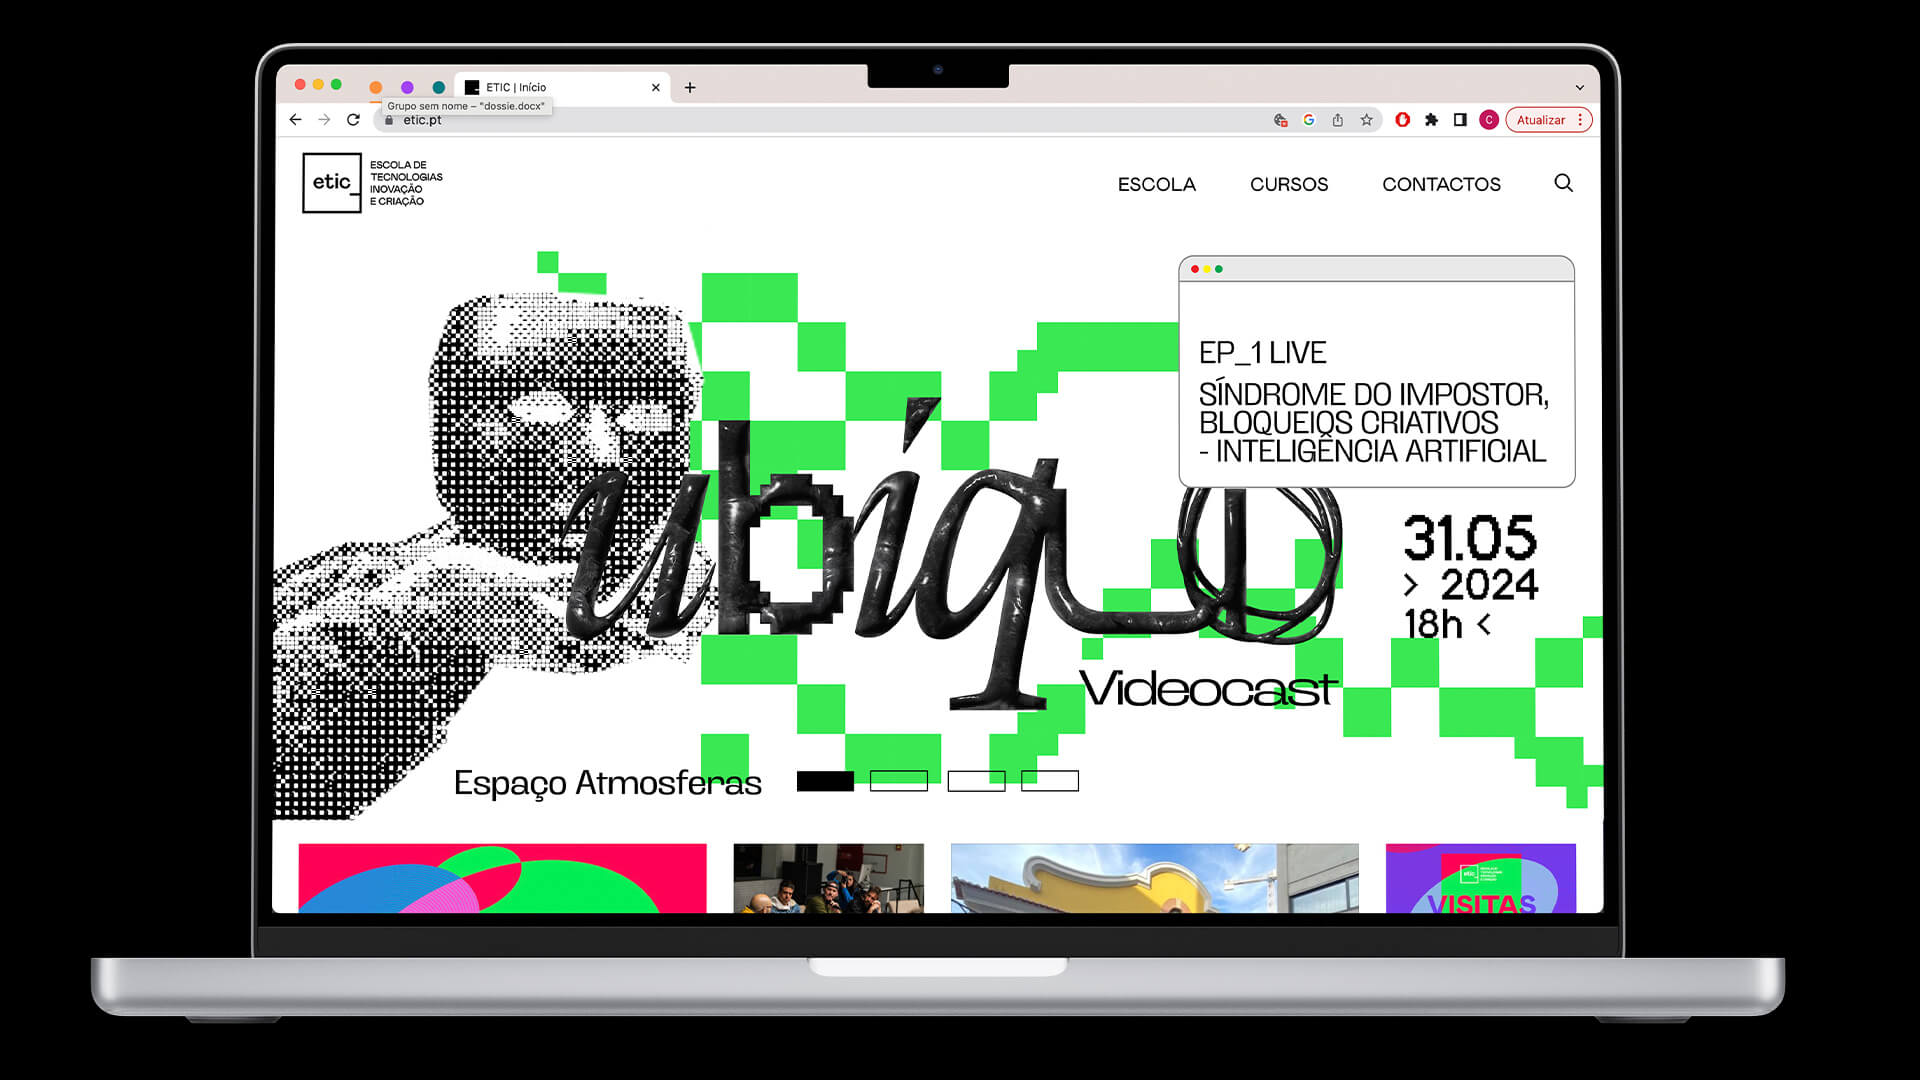 ETIC | Início
Grupo sem nome – "dossie.docx"
etic.pt
C
Atualizar
etic_
ESCOLA DE
TECNOLOGIAS
INOVAÇÃO
E CRIAÇÃO
ESCOLA
CURSOS
CONTACTOS
EP_1 LIVE
SÍNDROME DO IMPOSTOR,
BLOQUEIOS CRIATIVOS
- INTELIGÊNCIA ARTIFICIAL
ubíquo
31.05
> 2024
18h <
Videocast
Espaço Atmosferas
etic_
VISITAS